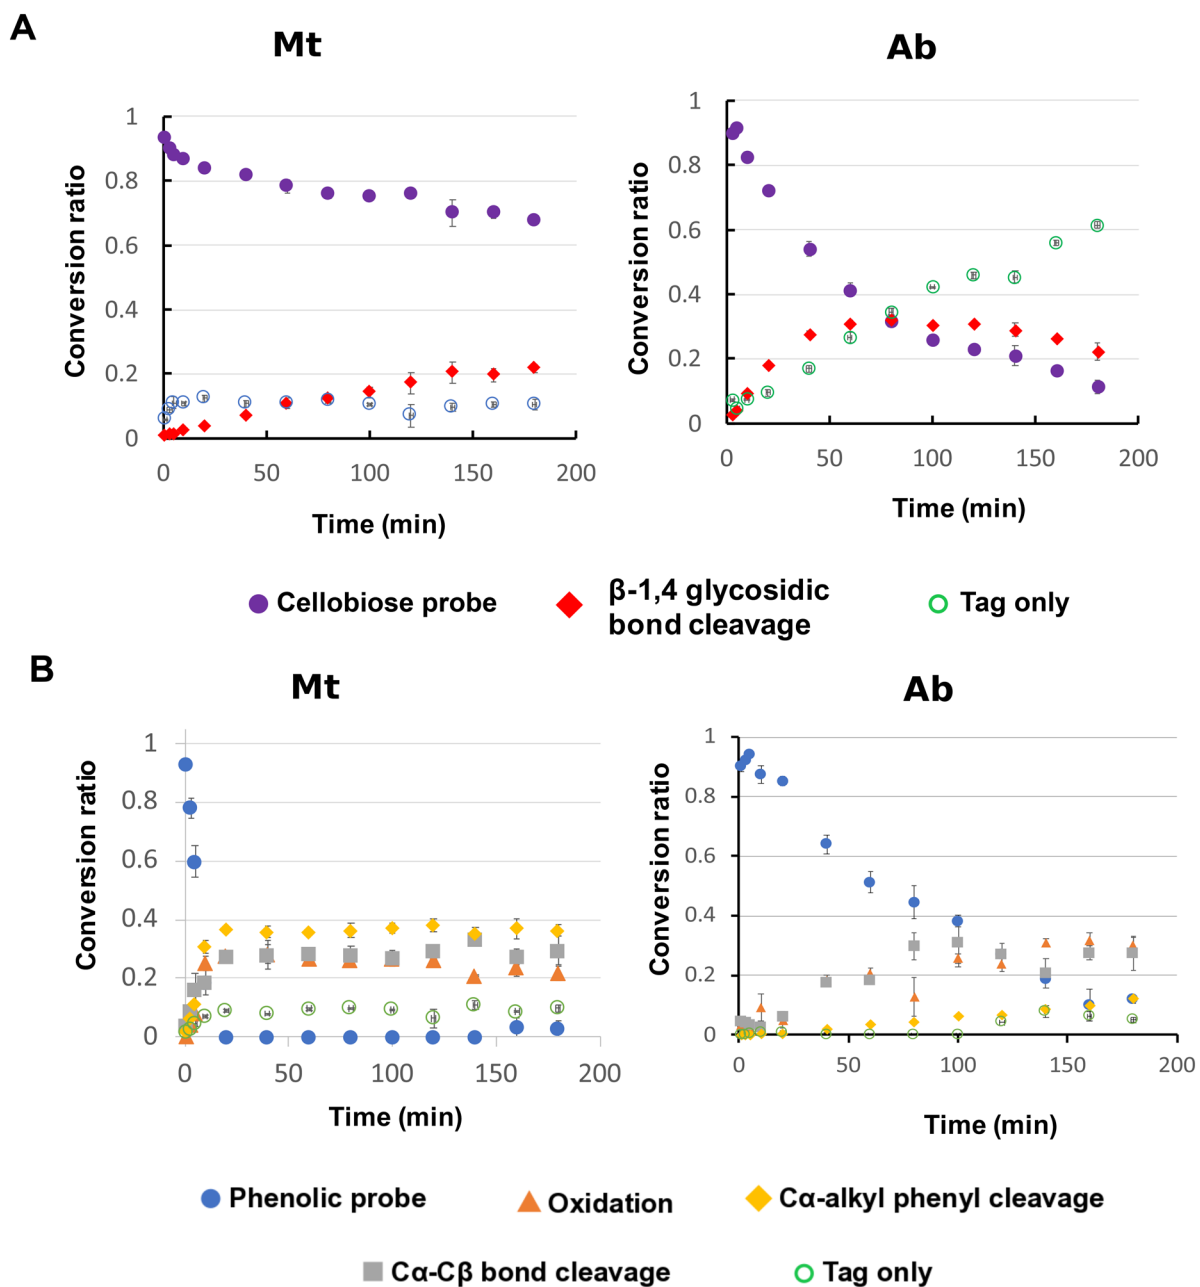 A
Mt
Ab
Conversion ratio
1
0.8
0.6
0.4
0.2
0
0
50
100
150
200
Time (min)
Conversion ratio
1
0.8
0.6
0.4
0.2
0
0
50
100
150
200
Time (min)
Cellobiose probe
β-1,4 glycosidic
bond cleavage
Tag only
B
Mt
Ab
Conversion ratio
1
0.8
0.6
0.4
0.2
0
0
50
100
150
200
Time (min)
Conversion ratio
1
0.8
0.6
0.4
0.2
0
0
50
100
150
200
Time (min)
Phenolic probe
Oxidation
Cα-alkyl phenyl cleavage
Cα-Cβ bond cleavage
Tag only